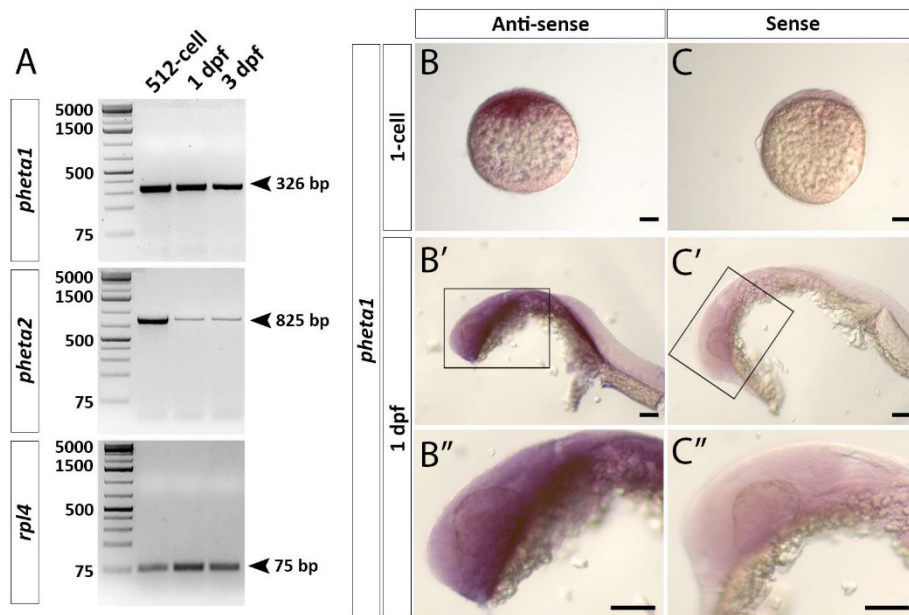 Anti-sense
Sense
A
512-cell
1 dpf
3 dpf
pheta1
5000
1500
500
75
326 bp
pheta2
5000
1500
500
75
825 bp
rpl4
5000
1500
500
75
75 bp
pheta1
1-cell
B
C
1 dpf
B'
C'
B"
C"